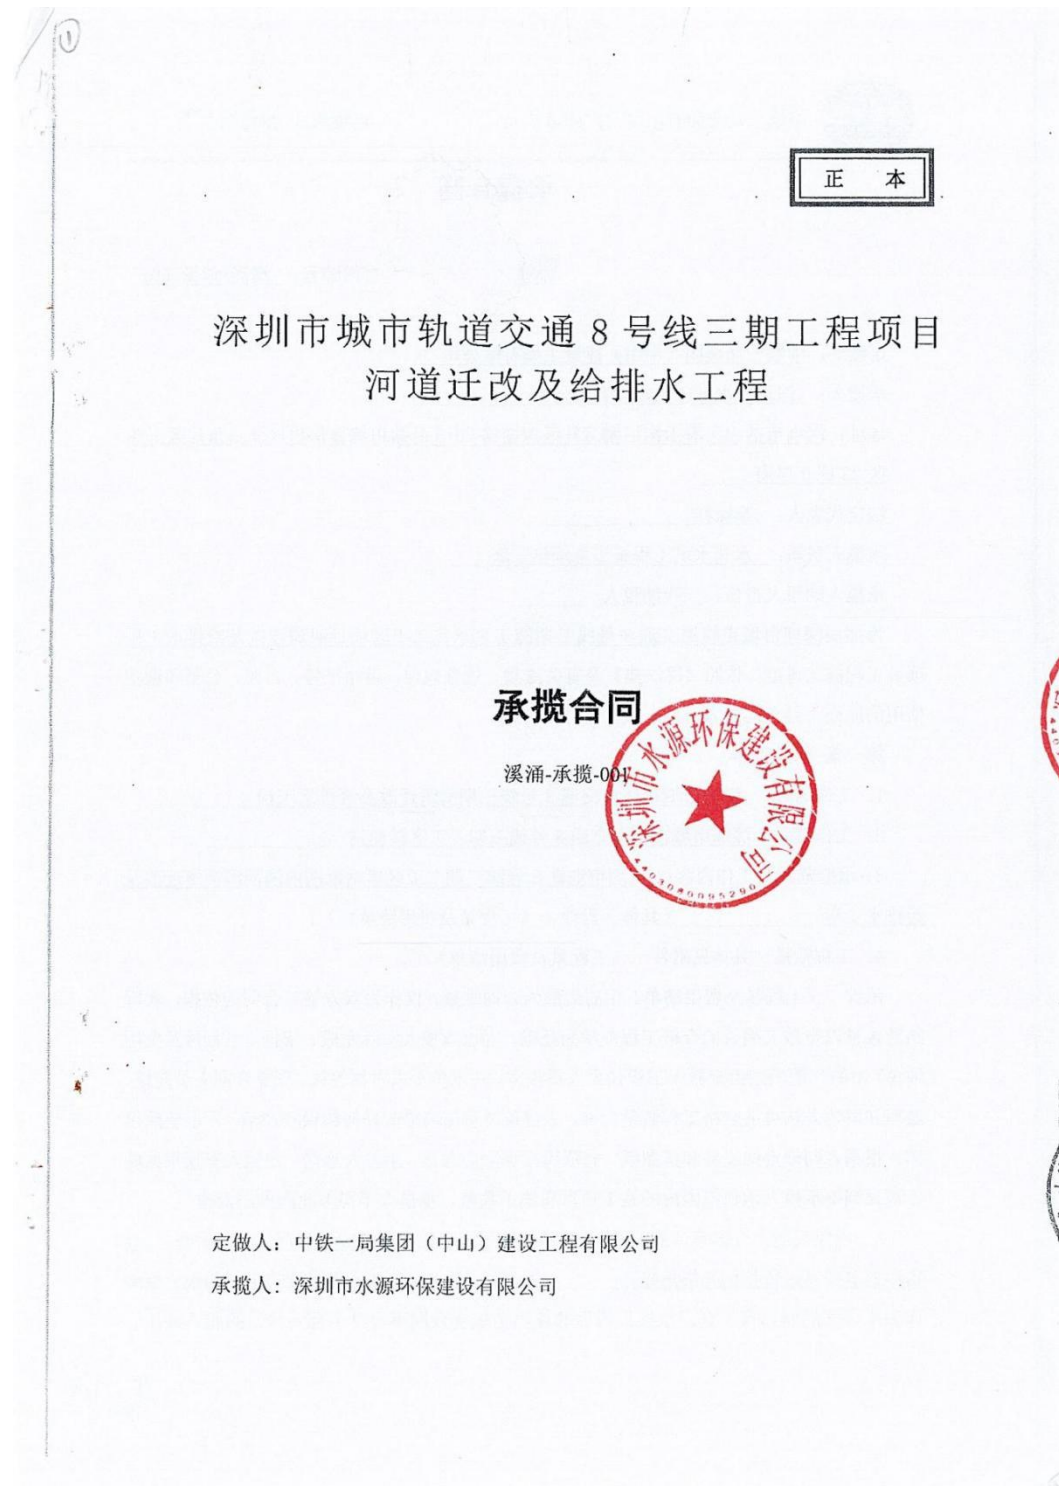 ①
正 本
深圳市城市轨道交通 8 号线三期工程项目
河道迁改及给排水工程
承揽合同
溪涌-承揽-001
深圳市水源环保建设有限公司
定做人：中铁一局集团（中山）建设工程有限公司
承揽人：深圳市水源环保建设有限公司